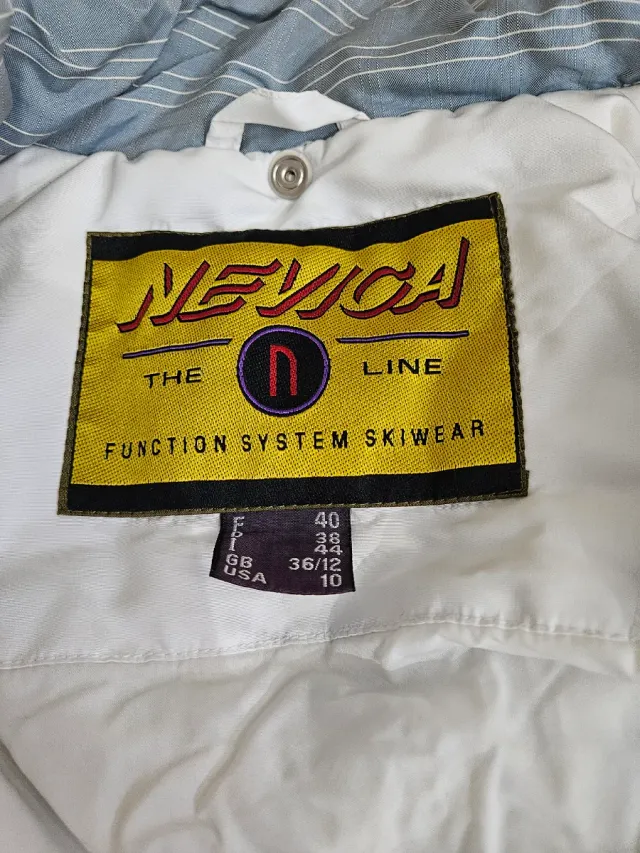 NEVICA
THE n LINE
FUNCTION SYSTEM SKIWEAR
F 40
D 38
I 44
GB 36/12
USA 10